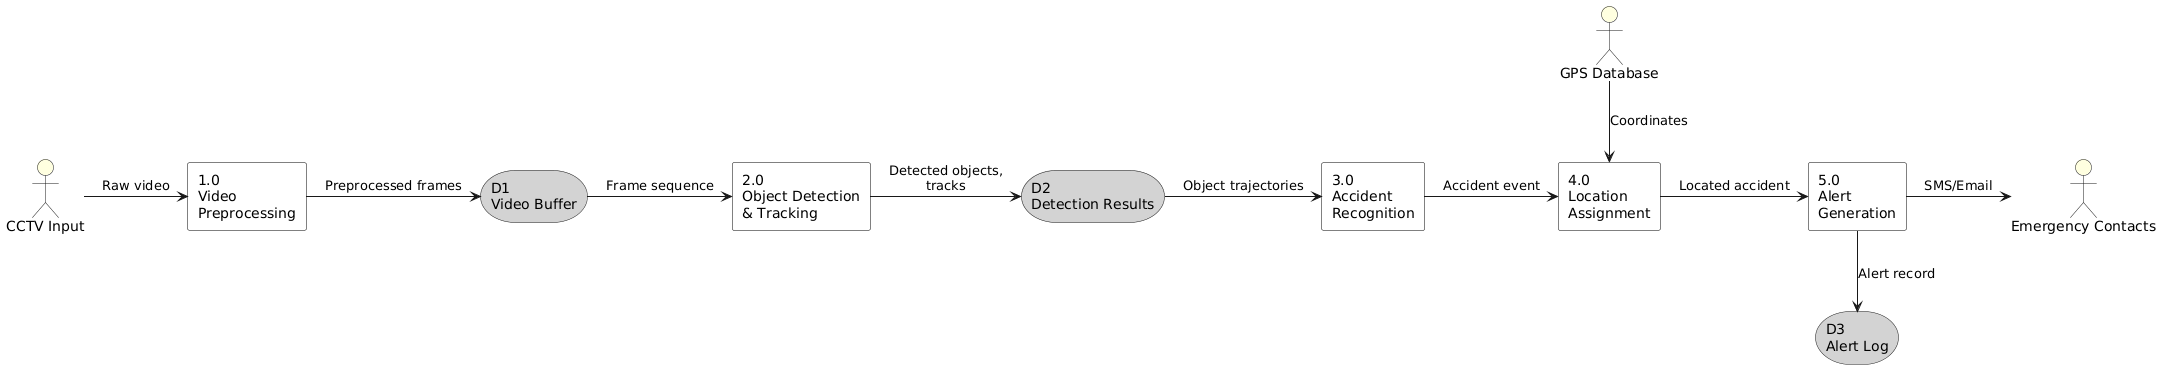 GPS Database
Coordinates
CCTV Input
Raw video
1.0
Video
Preprocessing
Preprocessed frames
D1
Video Buffer
Frame sequence
2.0
Object Detection
& Tracking
Detected objects,
tracks
D2
Detection Results
Object trajectories
3.0
Accident
Recognition
Accident event
4.0
Location
Assignment
Located accident
5.0
Alert
Generation
SMS/Email
Emergency Contacts
Alert record
D3
Alert Log